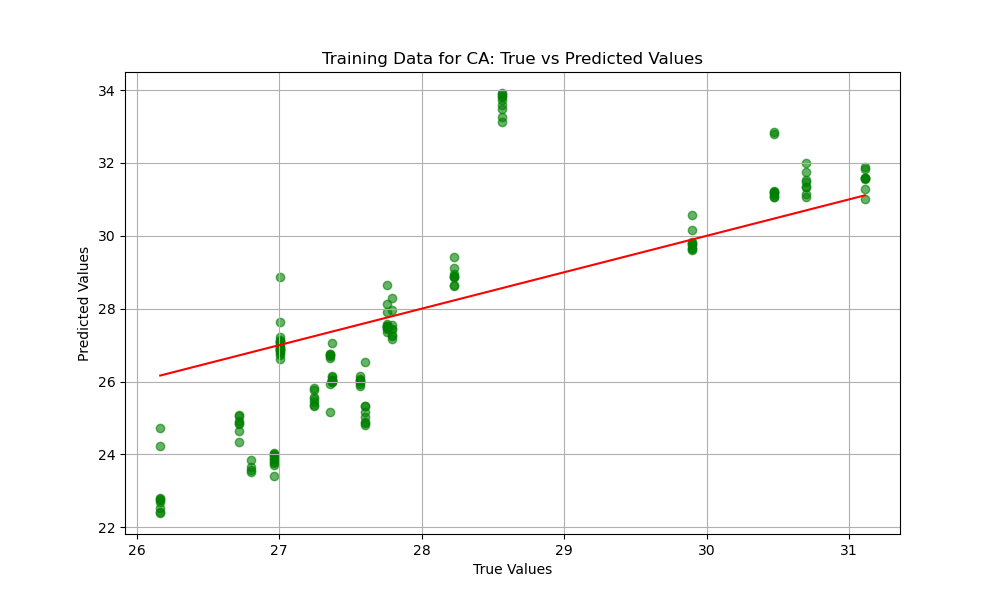 Training Data for CA: True vs Predicted Values
34
32
30
28
26
24
22
Predicted Values
26 27 28 29 30 31
True Values